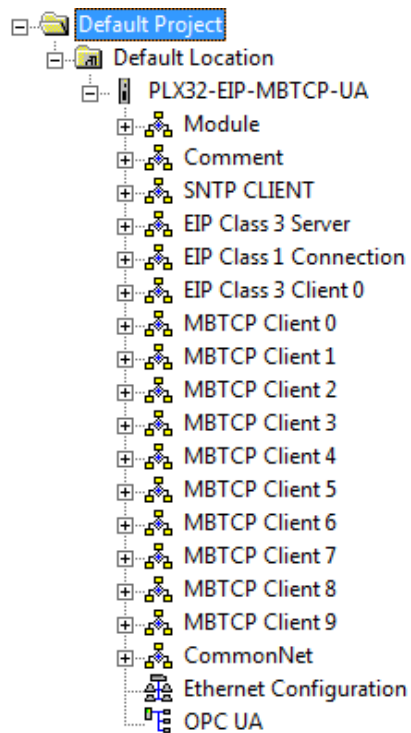 Default Project
Default Location
PLX32-EIP-MBTCP-UA
Module
Comment
SNTP CLIENT
EIP Class 3 Server
EIP Class 1 Connection
EIP Class 3 Client 0
MBTCP Client 0
MBTCP Client 1
MBTCP Client 2
MBTCP Client 3
MBTCP Client 4
MBTCP Client 5
MBTCP Client 6
MBTCP Client 7
MBTCP Client 8
MBTCP Client 9
CommonNet
Ethernet Configuration
OPC UA